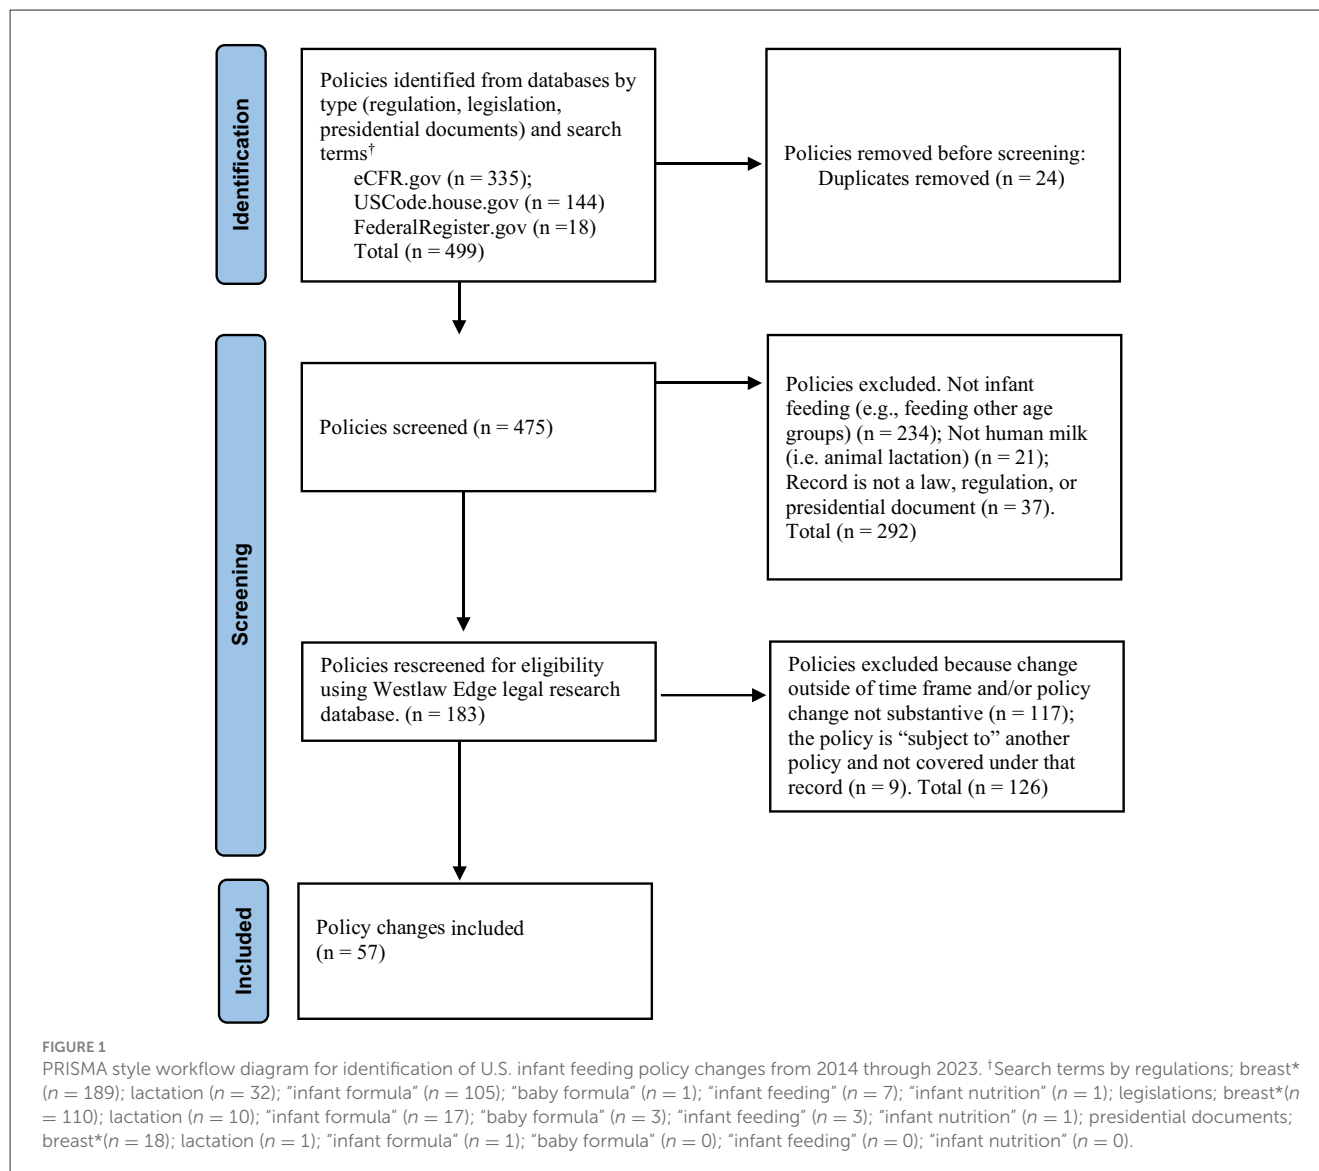 Identification
Policies identified from databases by
type (regulation, legislation,
presidential documents) and search
terms†
eCFR.gov (n = 335);
USCode.house.gov (n = 144)
FederalRegister.gov (n =18)
Total (n = 499)
Policies removed before screening:
Duplicates removed (n = 24)
Screening
Policies screened (n = 475)
Policies excluded. Not infant
feeding (e.g., feeding other age
groups) (n = 234); Not human milk
(i.e. animal lactation) (n = 21);
Record is not a law, regulation, or
presidential document (n = 37).
Total (n = 292)
Policies rescreened for eligibility
using Westlaw Edge legal research
database. (n = 183)
Policies excluded because change
outside of time frame and/or policy
change not substantive (n = 117);
the policy is “subject to” another
policy and not covered under that
record (n = 9). Total (n = 126)
Included
Policy changes included
(n = 57)
FIGURE 1
PRISMA style workflow diagram for identification of U.S. infant feeding policy changes from 2014 through 2023. †Search terms by regulations; breast*
(n = 189); lactation (n = 32); “infant formula” (n = 105); “baby formula” (n = 1); “infant feeding” (n = 7); “infant nutrition” (n = 1); legislations; breast*(n
= 110); lactation (n = 10); “infant formula” (n = 17); “baby formula” (n = 3); “infant feeding” (n = 3); “infant nutrition” (n = 1); presidential documents;
breast*(n = 18); lactation (n = 1); “infant formula” (n = 1); “baby formula” (n = 0); “infant feeding” (n = 0); “infant nutrition” (n = 0).